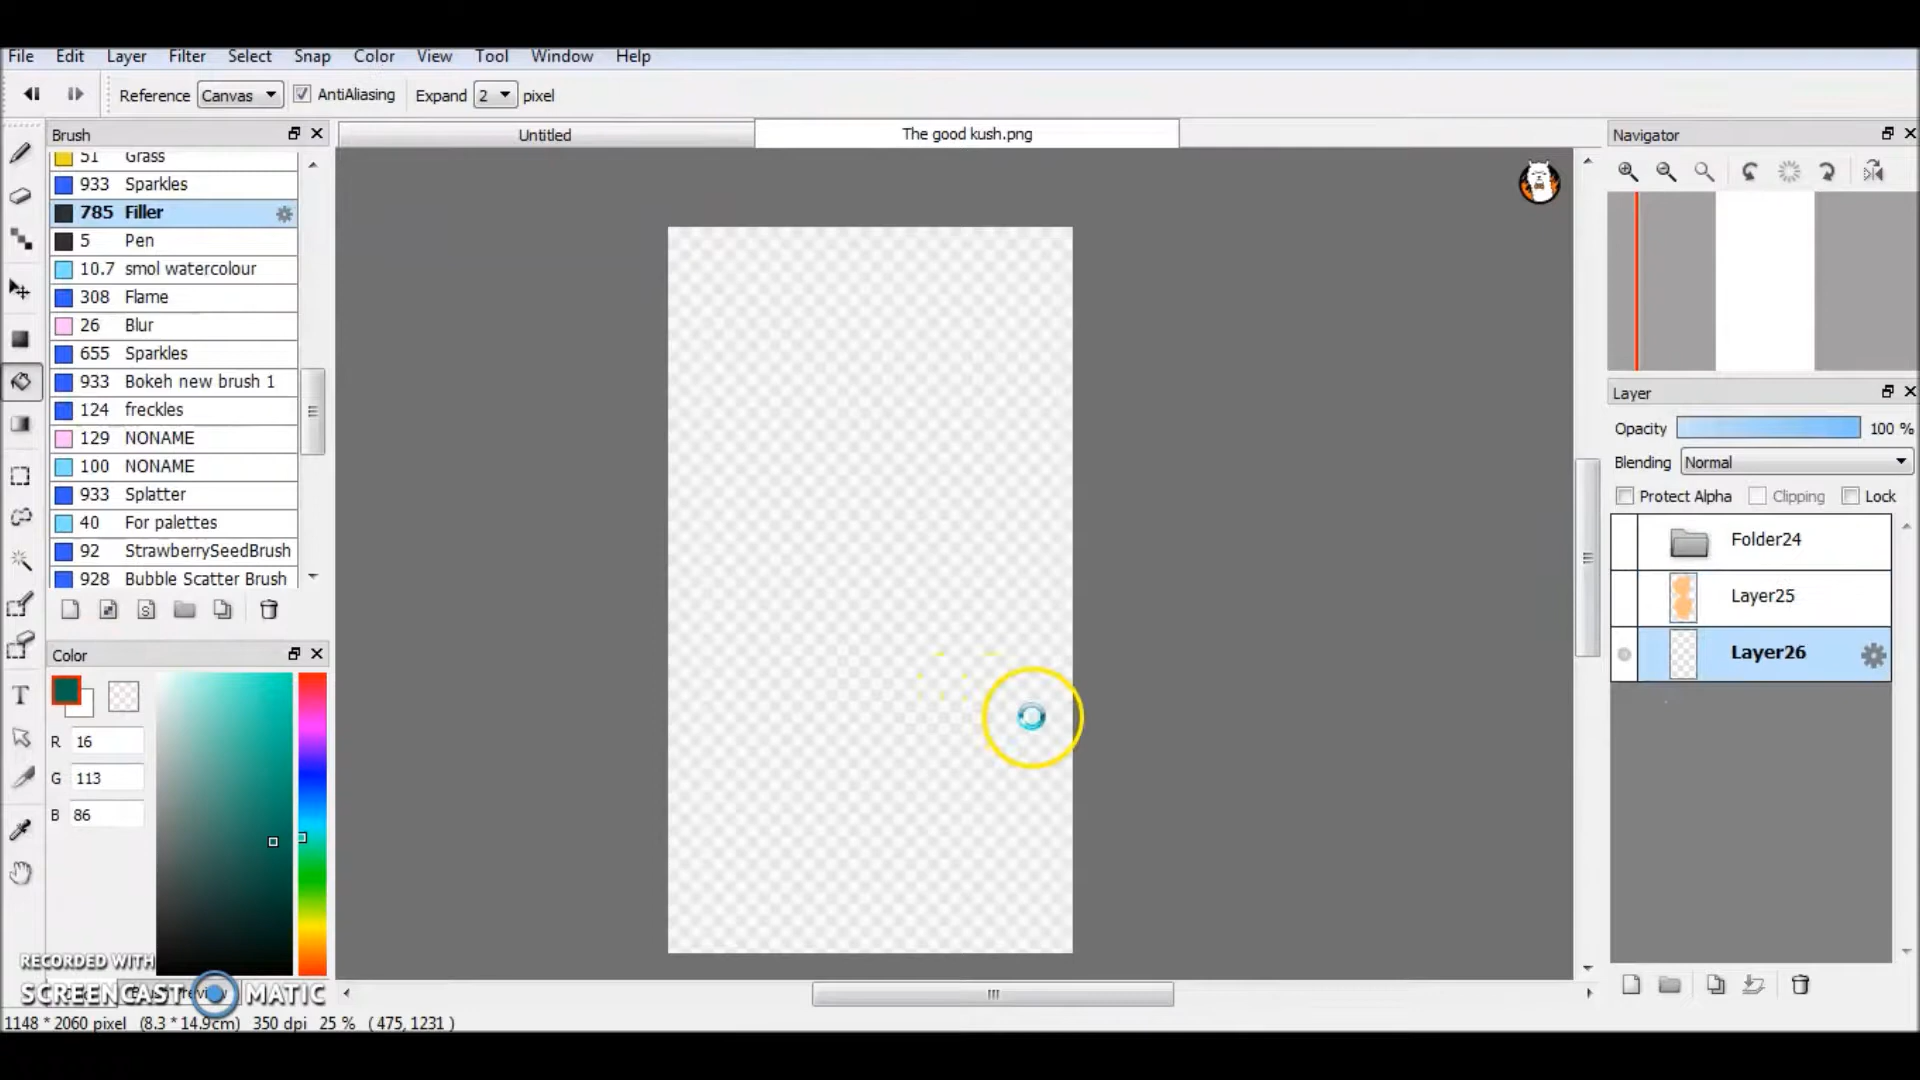 File Edit Layer Filter Select Snap Color View Tool Window Help
Reference Canvas AntiAliasing Expand 2 pixel
Brush
Untitled
The good kush.png
Navigator
51 Grass
933 Sparkles
785 Filler
5 Pen
10.7 smol watercolour
308 Flame
26 Blur
655 Sparkles
933 Bokeh new brush 1
124 freckles
129 NONAME
100 NONAME
933 Splatter
40 For palettes
92 StrawberrySeedBrush
928 Bubble Scatter Brush
Layer
Opacity 100 %
Blending Normal
Protect Alpha Clipping Lock
Folder24
Layer25
Layer26
Color
R 16
G 113
B 86
T
RECORDED WITH
SCREENCAST MATIC
1148 * 2060 pixel (8.3 * 14.9cm) 350 dpi 25 % ( 475, 1231 )